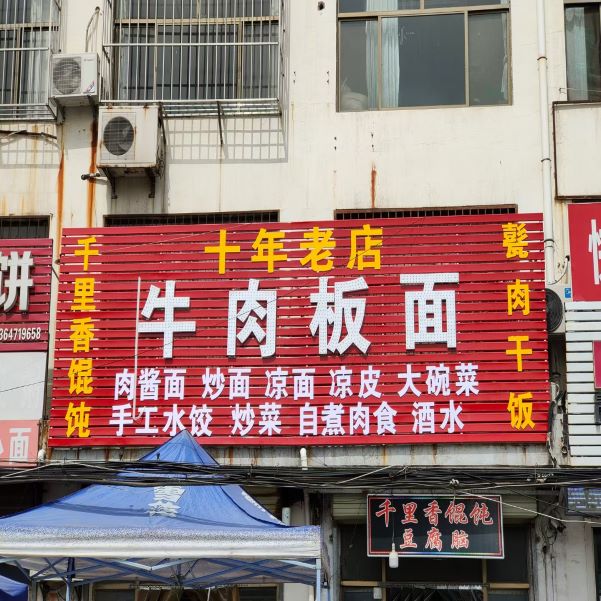 十年老店
千里香馄饨
牛肉板面
甏肉干饭
肉酱面 炒面 凉面 凉皮 大碗菜
手工水饺 炒菜 自煮肉食 酒水
饼
364719658
小面
千里香馄饨
豆腐脑